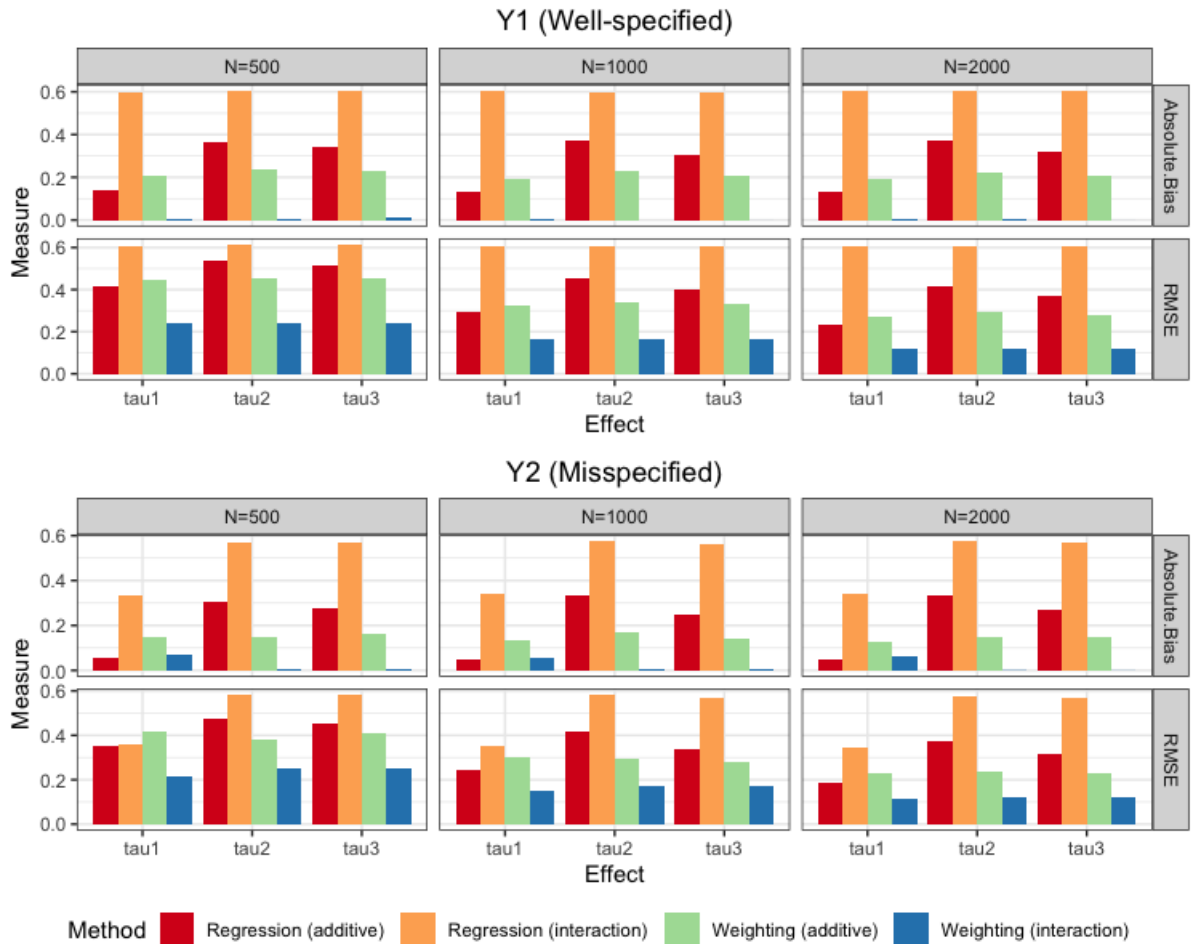 Y1 (Well-specified)
N=500 N=1000 N=2000
0.6
0.4
0.2
0.0
Absolute.Bias
Measure
0.6
0.4
0.2
0.0
RMSE
tau1 tau2 tau3 tau1 tau2 tau3 tau1 tau2 tau3
Effect
Y2 (Misspecified)
N=500 N=1000 N=2000
0.6
0.4
0.2
0.0
Absolute.Bias
Measure
0.6
0.4
0.2
0.0
RMSE
tau1 tau2 tau3 tau1 tau2 tau3 tau1 tau2 tau3
Effect
Method Regression (additive) Regression (interaction) Weighting (additive) Weighting (interaction)